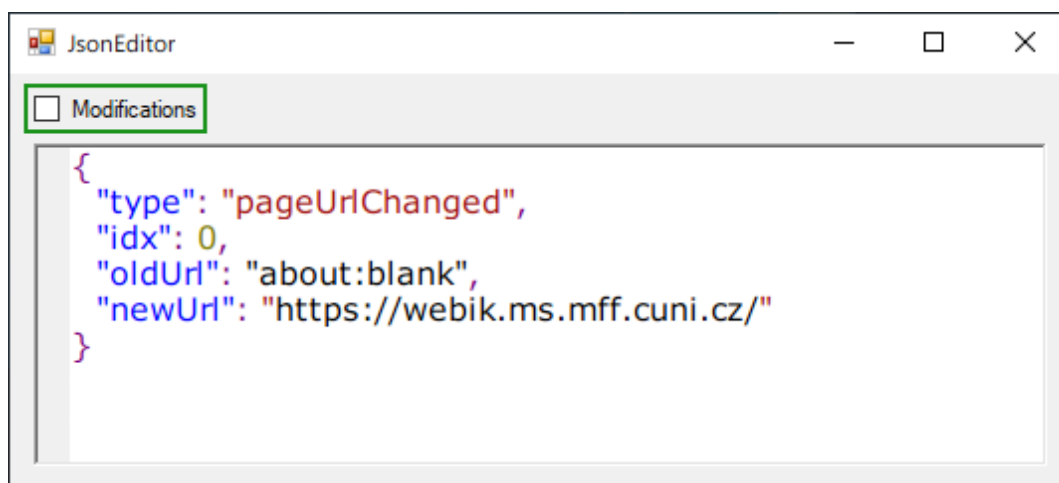 JsonEditor
Modifications
{
"type": "pageUrlChanged",
"idx": 0,
"oldUrl": "about:blank",
"newUrl": "https://webik.ms.mff.cuni.cz/"
}